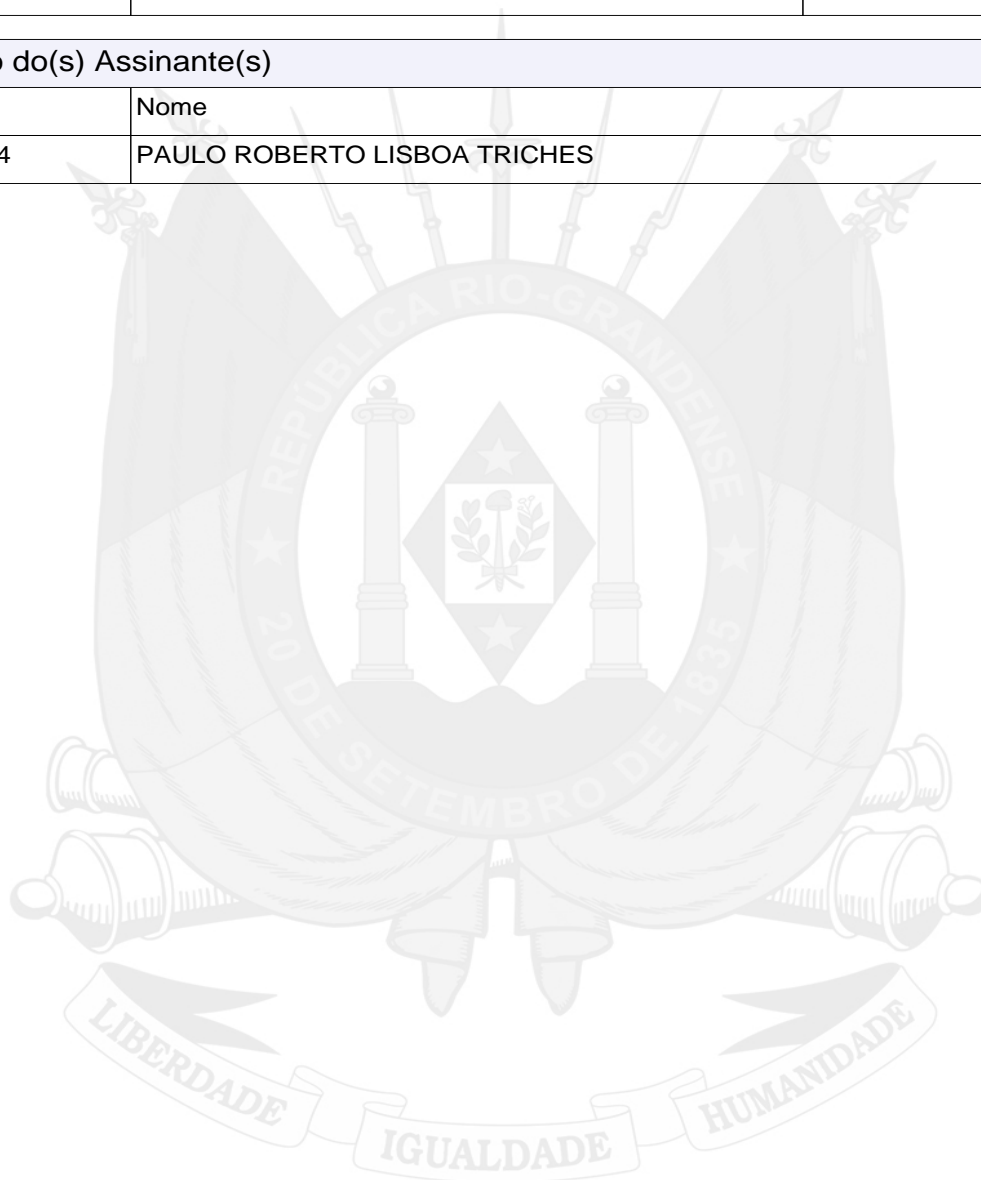 o do(s) Assinante(s)
Nome
4 PAULO ROBERTO LISBOA TRICHES
REPÚBLICA RIO-GRANDENSE
20 DE SETEMBRO DE 1835
LIBERDADE IGUALDADE HUMANIDADE